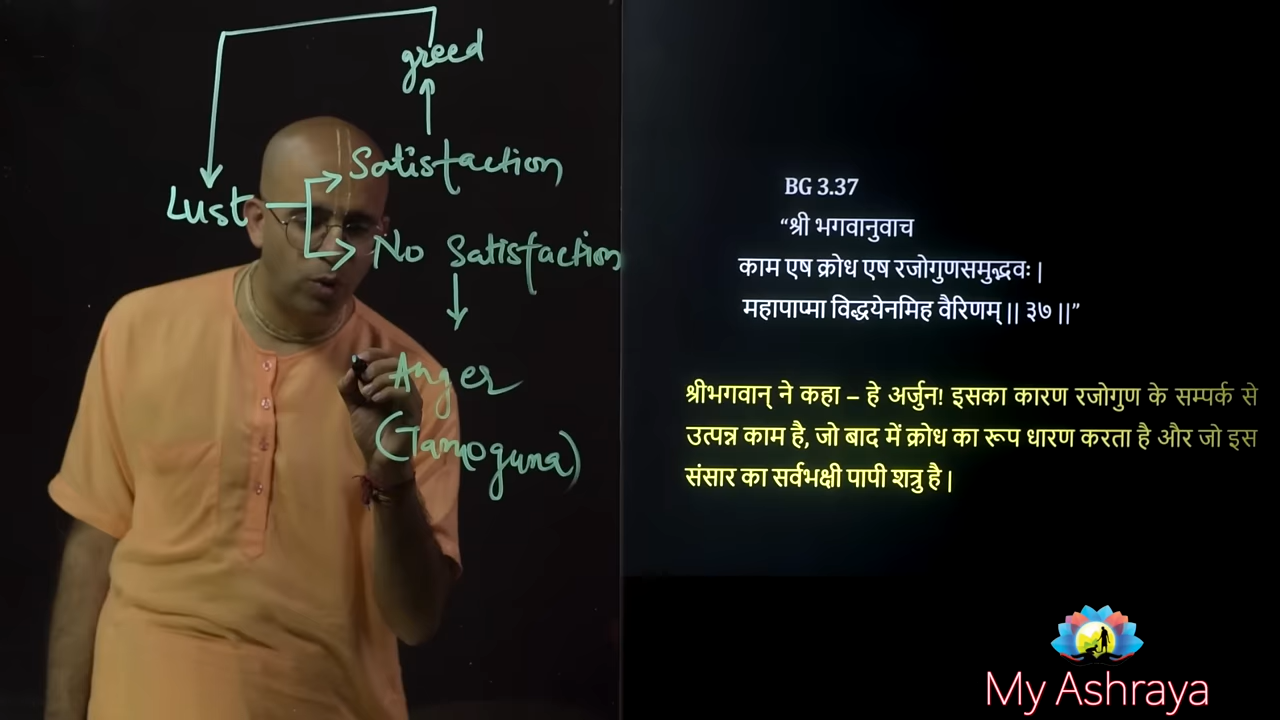 greed
Satisfaction
Lust
No Satisfaction
Anger
(Tamoguna)
BG 3.37
“श्री भगवानुवाच
काम एष क्रोध एष रजोगुणसमुद्भवः |
महापाप्मा विद्धयेनमिह वैरिणम् || ३७ ||”
श्रीभगवान् ने कहा – हे अर्जुन! इसका कारण रजोगुण के सम्पर्क से
उत्पन्न काम है, जो बाद में क्रोध का रूप धारण करता है और जो इस
संसार का सर्वभक्षी पापी शत्रु है |
My Ashraya